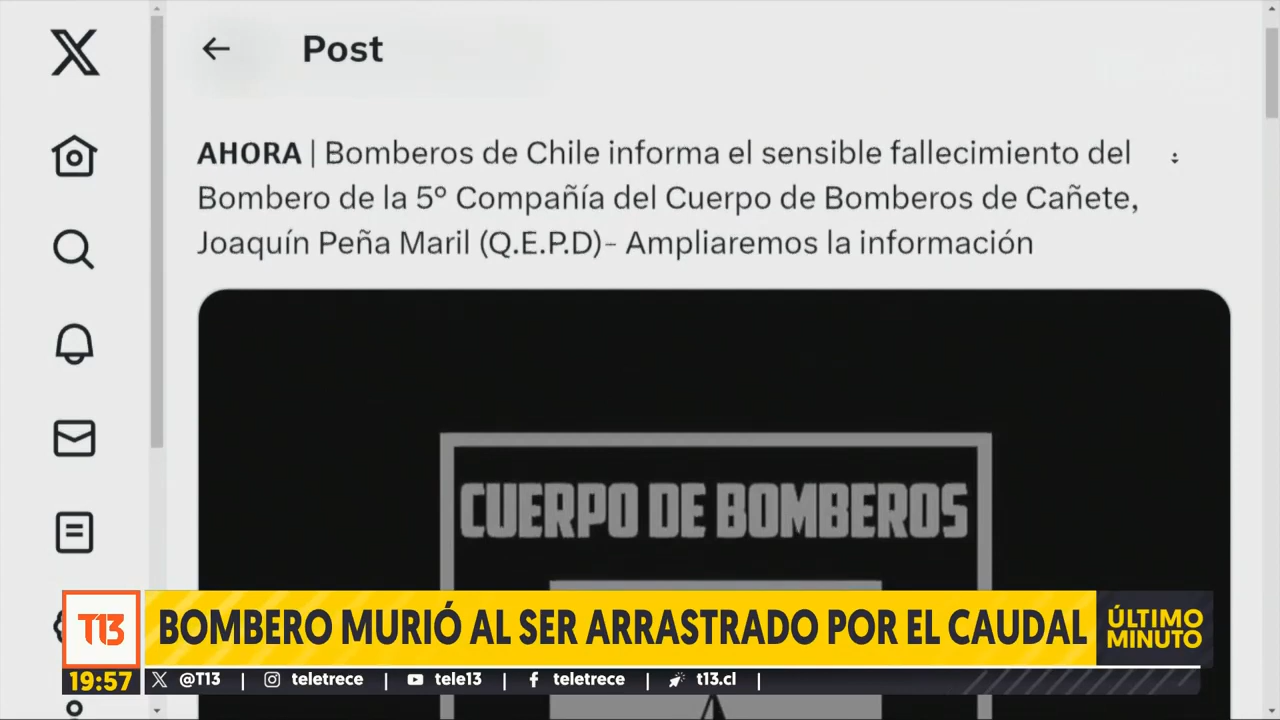 Post
AHORA | Bomberos de Chile informa el sensible fallecimiento del
Bombero de la 5° Compañía del Cuerpo de Bomberos de Cañete,
Joaquín Peña Maril (Q.E.P.D)- Ampliaremos la información
CUERPO DE BOMBEROS
T13
BOMBERO MURIÓ AL SER ARRASTRADO POR EL CAUDAL
ÚLTIMO
MINUTO
19:57
@T13 | teletrece | tele13 | teletrece | t13.cl |